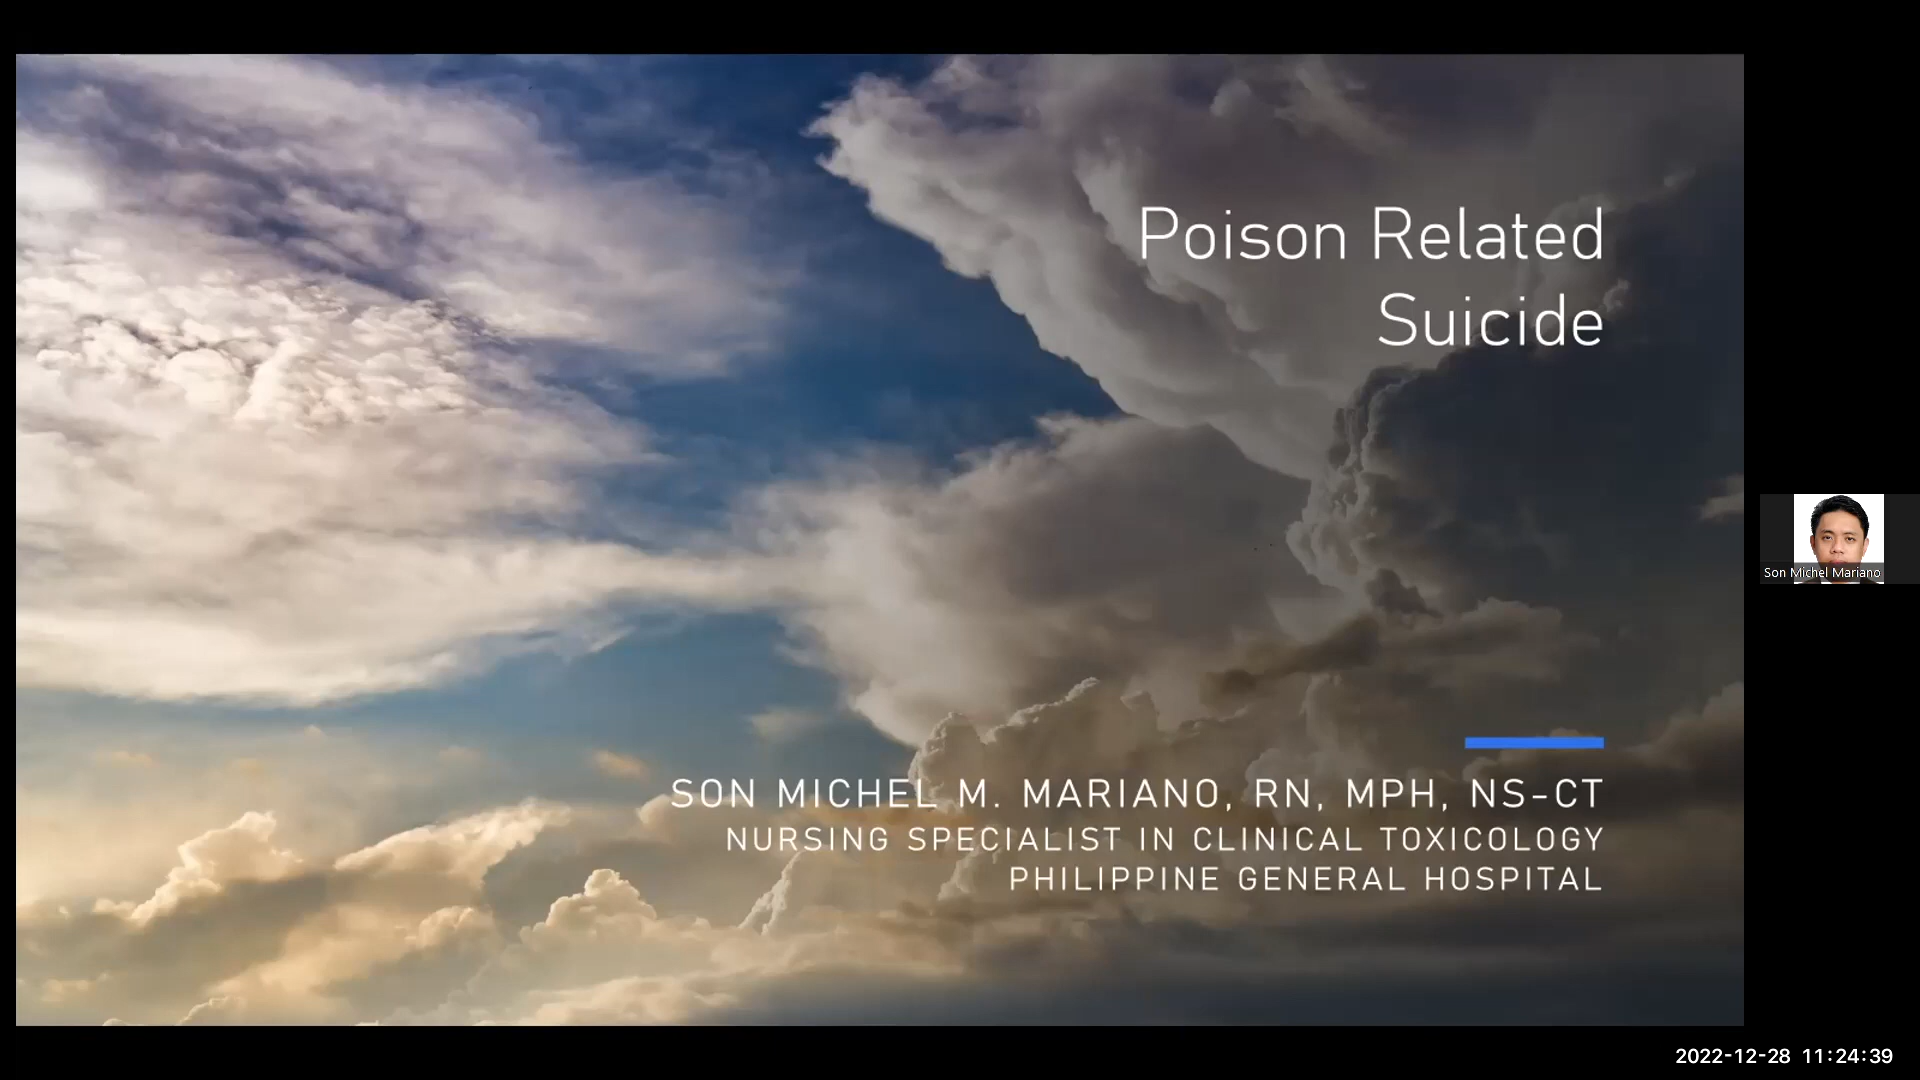 Poison Related
Suicide
SON MICHEL M. MARIANO, RN, MPH, NS-CT
NURSING SPECIALIST IN CLINICAL TOXICOLOGY
PHILIPPINE GENERAL HOSPITAL
Son Michel Mariano
2022-12-28 11:24:39